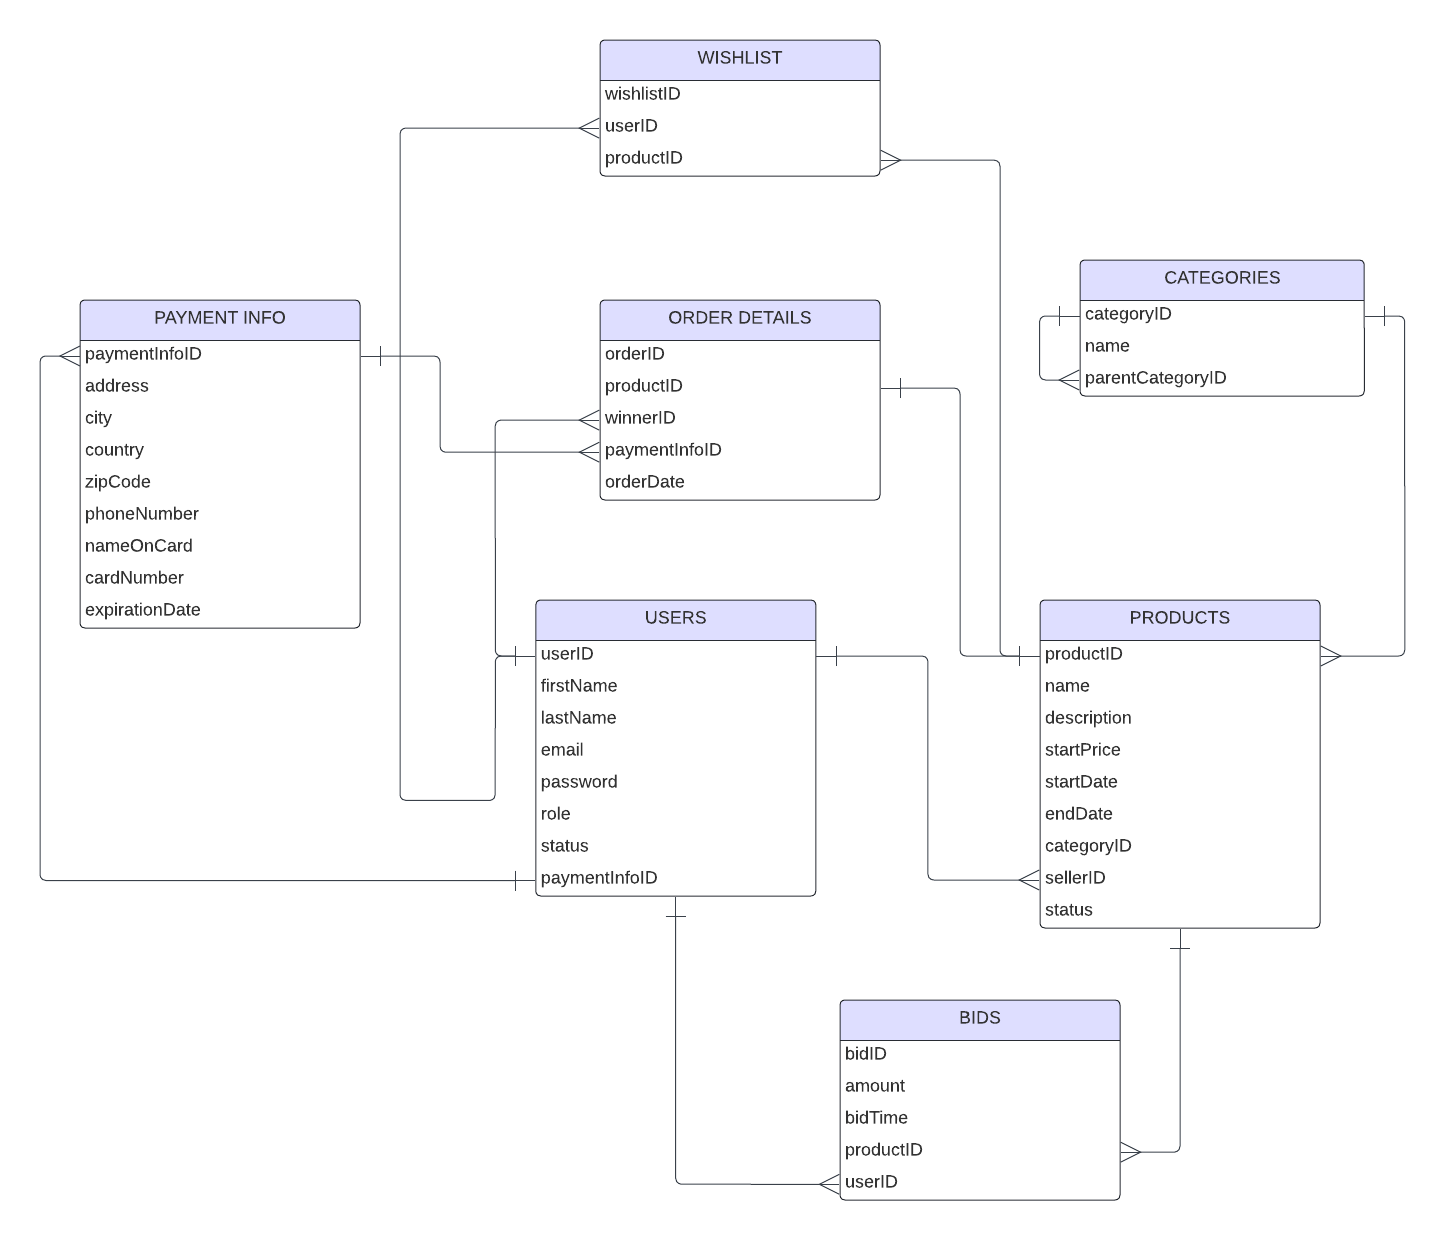 WISHLIST
wishlistID
userID
productID
CATEGORIES
categoryID
name
parentCategoryID
PAYMENT INFO
paymentInfoID
address
city
country
zipCode
phoneNumber
nameOnCard
cardNumber
expirationDate
ORDER DETAILS
orderID
productID
winnerID
paymentInfoID
orderDate
USERS
userID
firstName
lastName
email
password
role
status
paymentInfoID
PRODUCTS
productID
name
description
startPrice
startDate
endDate
categoryID
sellerID
status
BIDS
bidID
amount
bidTime
productID
userID